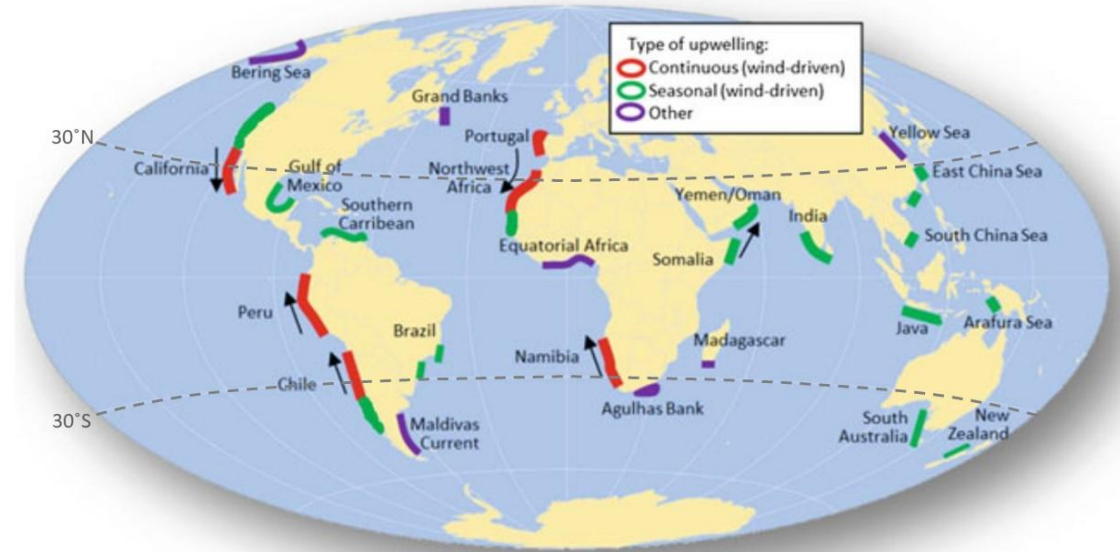 Type of upwelling:
Continuous (wind-driven)
Seasonal (wind-driven)
Other
Bering Sea
Grand Banks
30°N
Portugal
Yellow Sea
California
Gulf of
Mexico
Northwest
Africa
East China Sea
Yemen/Oman
Southern
Carribean
India
South China Sea
Equatorial Africa
Somalia
Peru
Brazil
Java
Arafura Sea
Namibia
Madagascar
Chile
Agulhas Bank
30°S
Maldivas
Current
South
Australia
New
Zealand